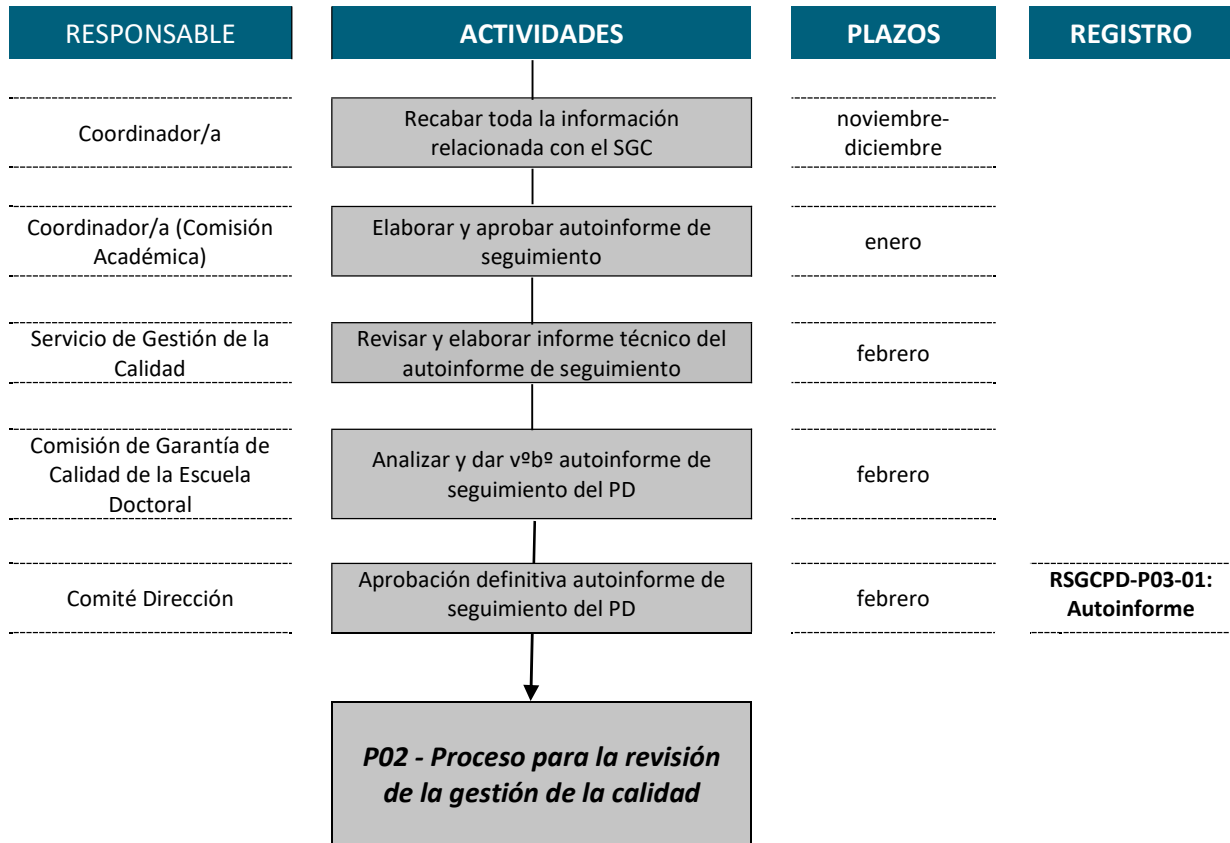 RESPONSABLE
ACTIVIDADES
PLAZOS
REGISTRO
Coordinador/a
Recabar toda la información
relacionada con el SGC
noviembre-
diciembre
Coordinador/a (Comisión
Académica)
Elaborar y aprobar autoinforme de
seguimiento
enero
Servicio de Gestión de la
Calidad
Revisar y elaborar informe técnico del
autoinforme de seguimiento
febrero
Comisión de Garantía de
Calidad de la Escuela
Doctoral
Analizar y dar vºbº autoinforme de
seguimiento del PD
febrero
Comité Dirección
Aprobación definitiva autoinforme de
seguimiento del PD
febrero
RSGCPD-P03-01:
Autoinforme
P02 - Proceso para la revisión
de la gestión de la calidad